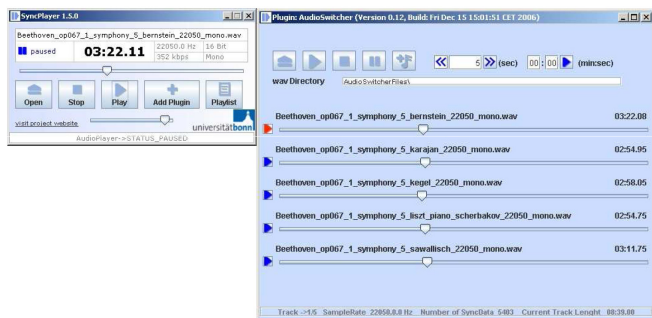 SyncPlayer 1.5.0
Beethoven_op067_1_symphony_5_bernstein_22050_mono.wav
paused
03:22.11
22050.0 Hz
16 Bit
352 kbps
Mono
Open
Stop
Play
Add Plugin
Playlist
visit project website
universitätbonn
AudioPlayer->STATUS_PAUSED
Plugin: AudioSwitcher (Version 0.12, Build: Fri Dec 15 15:01:51 CET 2006)
5 (sec) 00:00 (min:sec)
wav Directory AudioSwitcherFiles\
Beethoven_op067_1_symphony_5_bernstein_22050_mono.wav 03:22.08
Beethoven_op067_1_symphony_5_karajan_22050_mono.wav 02:54.95
Beethoven_op067_1_symphony_5_kegel_22050_mono.wav 02:58.05
Beethoven_op067_1_symphony_5_liszt_piano_scherbakov_22050_mono.wav 02:54.75
Beethoven_op067_1_symphony_5_sawallisch_22050_mono.wav 03:11.75
Track ->1/5 SampleRate 22050.0.0 Hz Number of SyncData 5403 Current Track Lenght 08:39.00